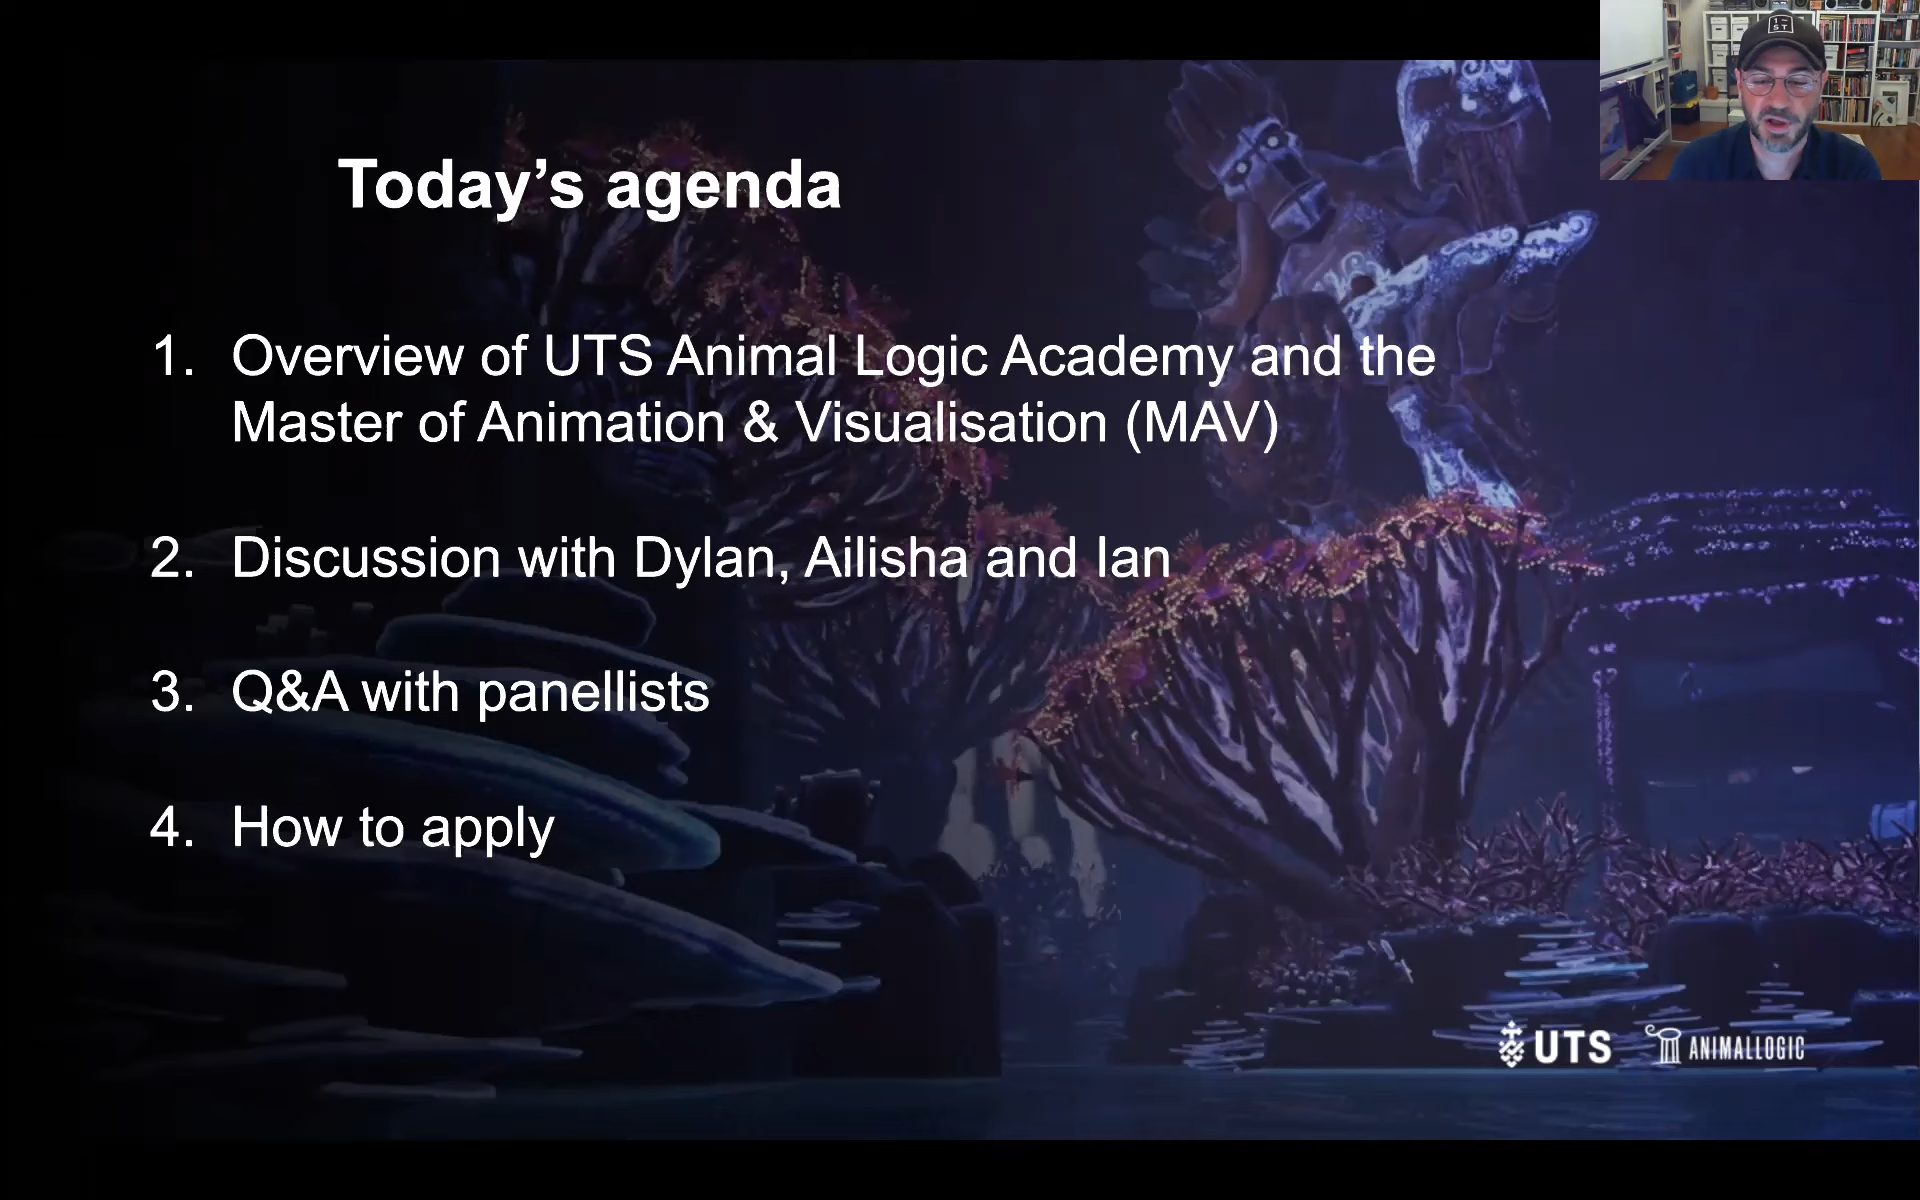 Today’s agenda
1. Overview of UTS Animal Logic Academy and the
Master of Animation & Visualisation (MAV)
2. Discussion with Dylan, Ailisha and Ian
3. Q&A with panellists
4. How to apply
UTS
ANIMALLOGIC